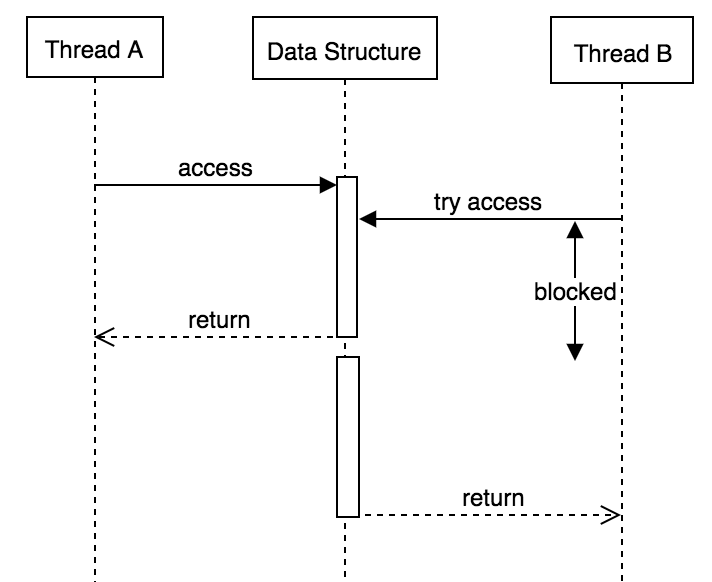 Thread A
Data Structure
Thread B
access
try access
blocked
return
return